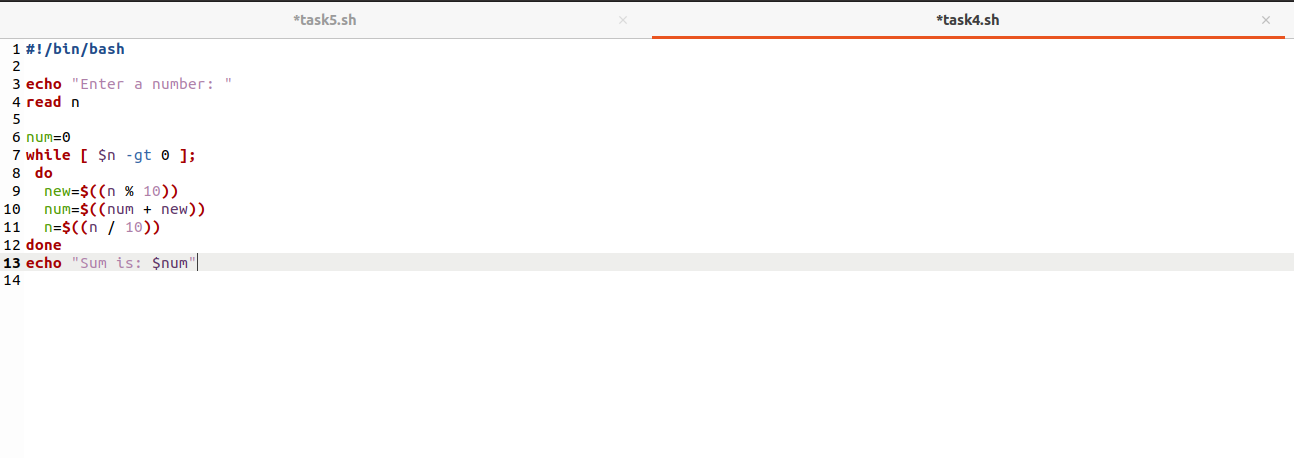 *task5.sh × *task4.sh ×
1 #!/bin/bash
2
3 echo "Enter a number: "
4 read n
5
6 num=0
7 while [ $n -gt 0 ];
8  do
9   new=$((n % 10))
10   num=$((num + new))
11   n=$((n / 10))
12 done
13 echo "Sum is: $num"
14